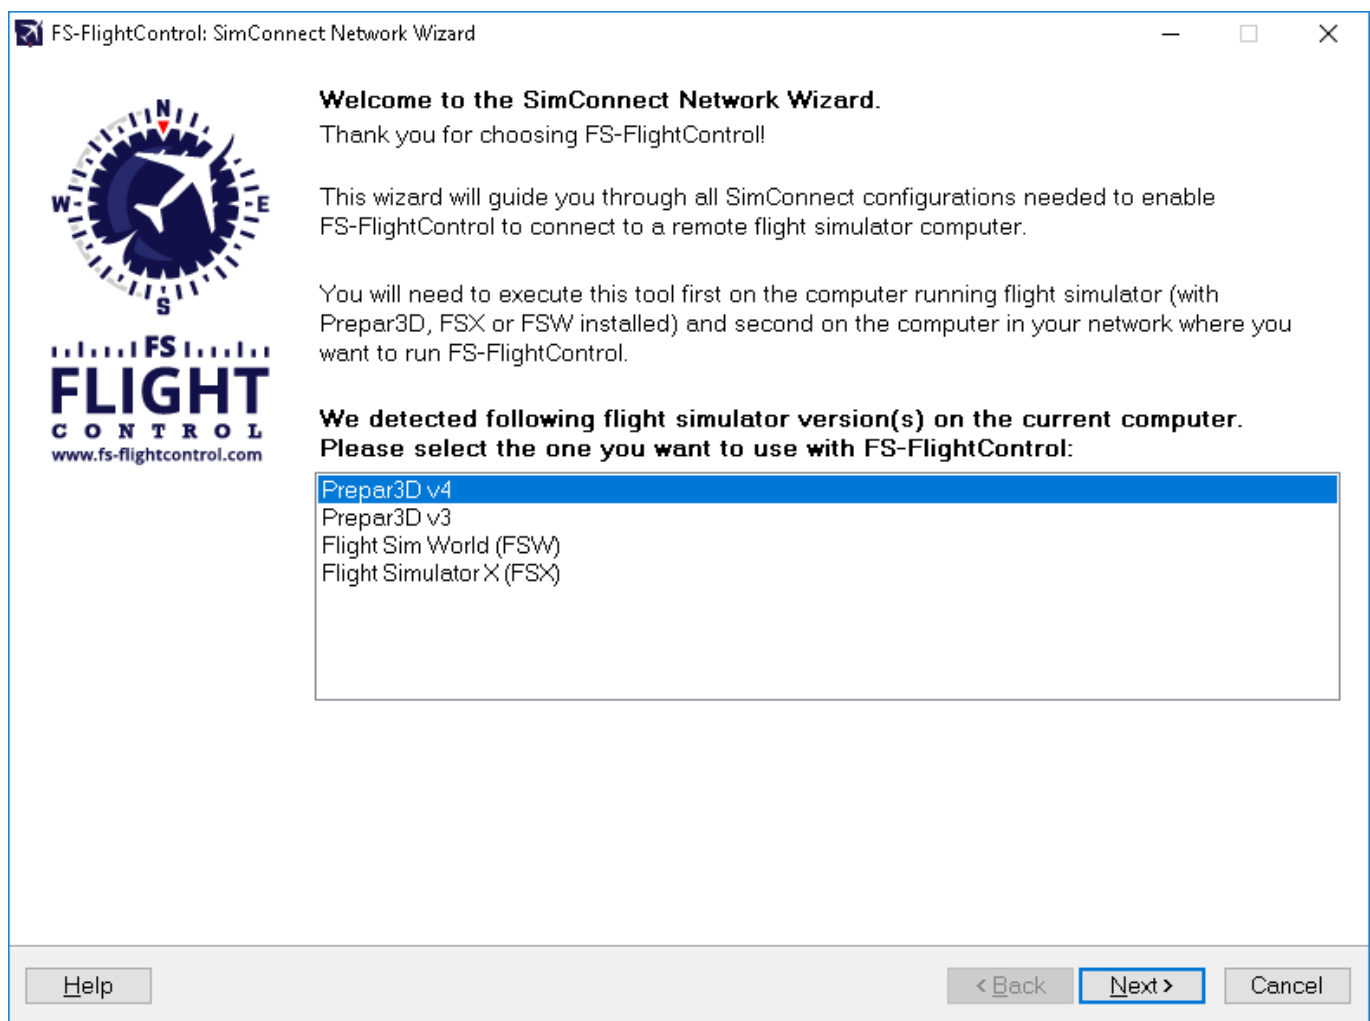 FS-FlightControl: SimConnect Network Wizard
N
W
E
S
FS
FLIGHT
CONTROL
www.fs-flightcontrol.com
Welcome to the SimConnect Network Wizard.
Thank you for choosing FS-FlightControl!
This wizard will guide you through all SimConnect configurations needed to enable
FS-FlightControl to connect to a remote flight simulator computer.
You will need to execute this tool first on the computer running flight simulator (with
Prepar3D, FSX or FSW installed) and second on the computer in your network where you
want to run FS-FlightControl.
We detected following flight simulator version(s) on the current computer.
Please select the one you want to use with FS-FlightControl:
Prepar3D v4
Prepar3D v3
Flight Sim World (FSW)
Flight Simulator X (FSX)
Help
< Back
Next >
Cancel